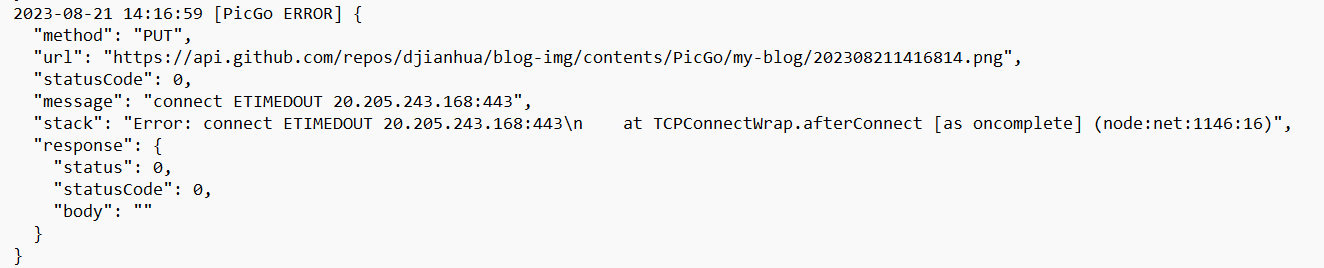 2023-08-21 14:16:59 [PicGo ERROR] {
  "method": "PUT",
  "url": "https://api.github.com/repos/djianhua/blog-img/contents/PicGo/my-blog/202308211416814.png",
  "statusCode": 0,
  "message": "connect ETIMEDOUT 20.205.243.168:443",
  "stack": "Error: connect ETIMEDOUT 20.205.243.168:443\n    at TCPConnectWrap.afterConnect [as oncomplete] (node:net:1146:16)",
  "response": {
    "status": 0,
    "statusCode": 0,
    "body": ""
  }
}